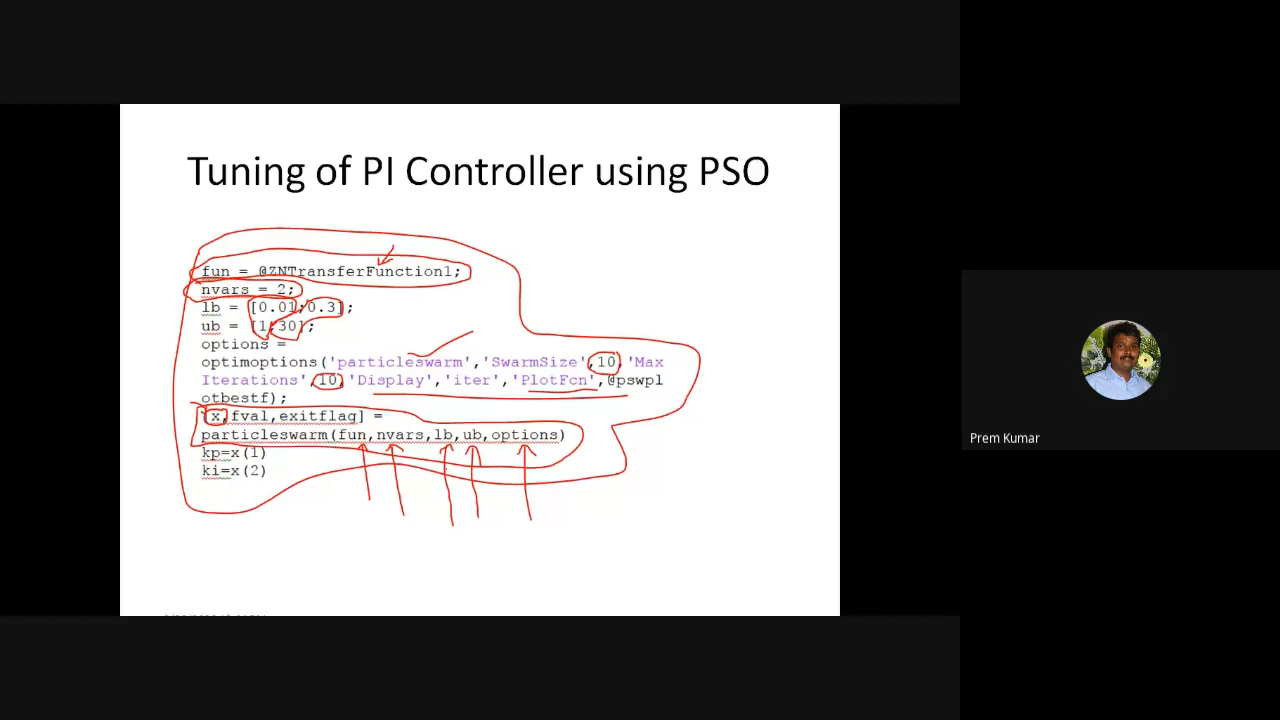 Tuning of PI Controller using PSO
fun = @ZNTransferFunction1;
nvars = 2;
lb = [0.01;0.3];
ub = [1;30];
options =
optimoptions('particleswarm','SwarmSize',10,'Max
Iterations',10,'Display','iter','PlotFcn',@pswpl
otbestf);
[x,fval,exitflag] =
particleswarm(fun,nvars,lb,ub,options)
kp=x(1)
ki=x(2)
Prem Kumar